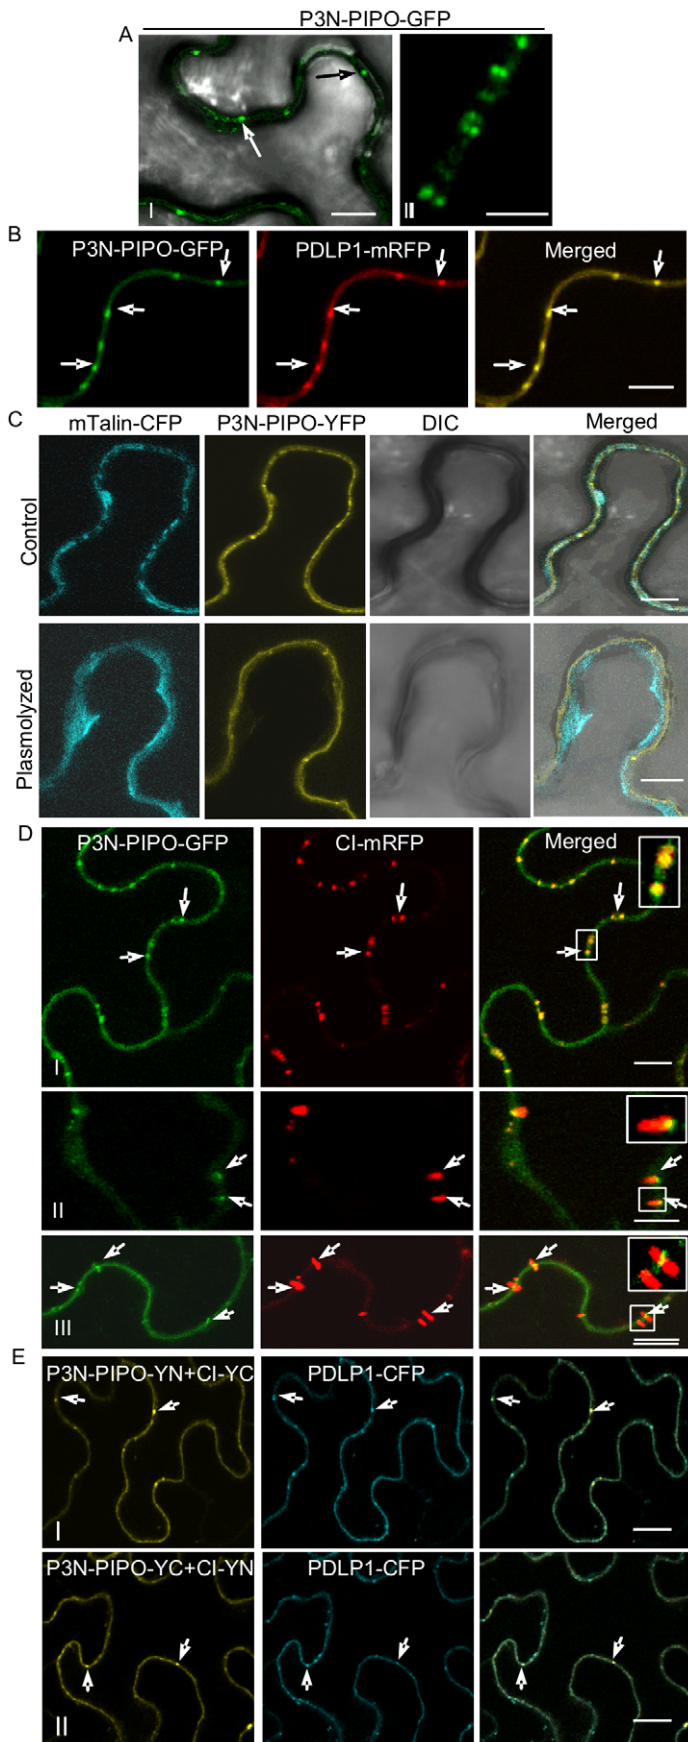 P3N-PIPO-GFP
A
I
II
B
P3N-PIPO-GFP
PDLP1-mRFP
Merged
C
mTalin-CFP
P3N-PIPO-YFP
DIC
Merged
Control
Plasmolyzed
D
P3N-PIPO-GFP
CI-mRFP
Merged
I
II
III
E
P3N-PIPO-YN+CI-YC
PDLP1-CFP
I
P3N-PIPO-YC+CI-YN
PDLP1-CFP
II